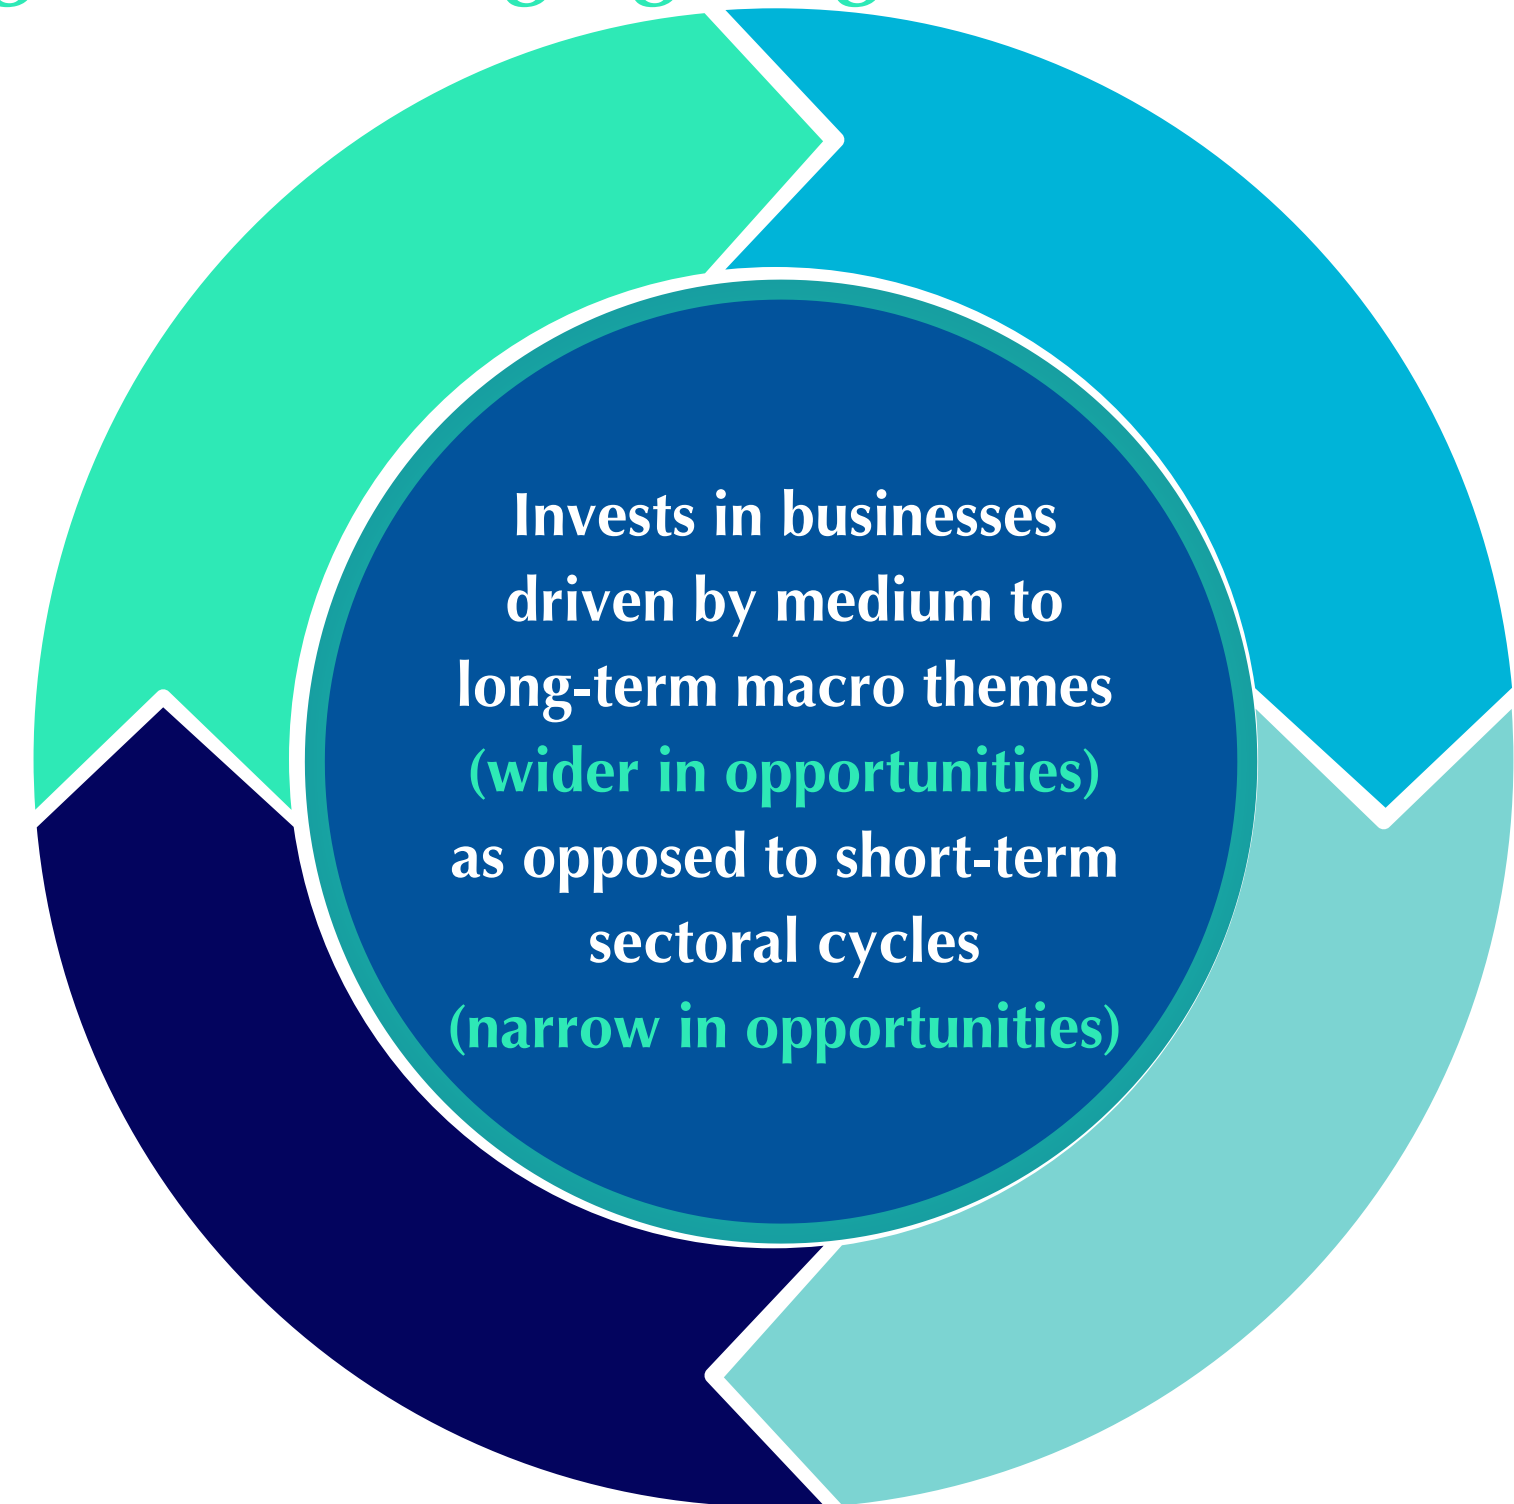 Invests in businesses
driven by medium to
long-term macro themes
(wider in opportunities)
as opposed to short-term
sectoral cycles
(narrow in opportunities)